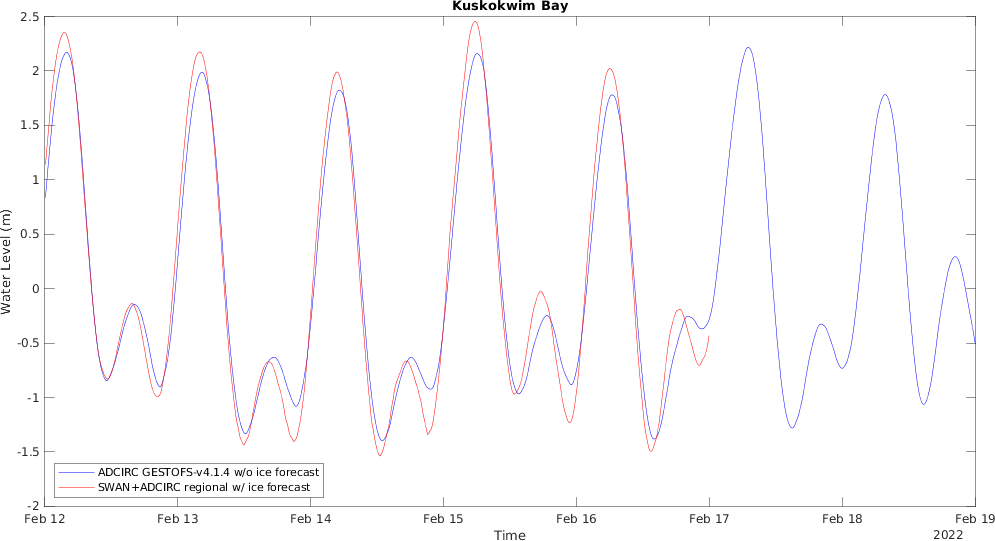 Kuskokwim Bay
2.5
2
1.5
1
0.5
0
-0.5
-1
-1.5
-2
Water Level (m)
ADCIRC GESTOFS-v4.1.4 w/o ice forecast
SWAN+ADCIRC regional w/ ice forecast
Feb 12
Feb 13
Feb 14
Feb 15
Feb 16
Feb 17
Feb 18
Feb 19
Time
2022